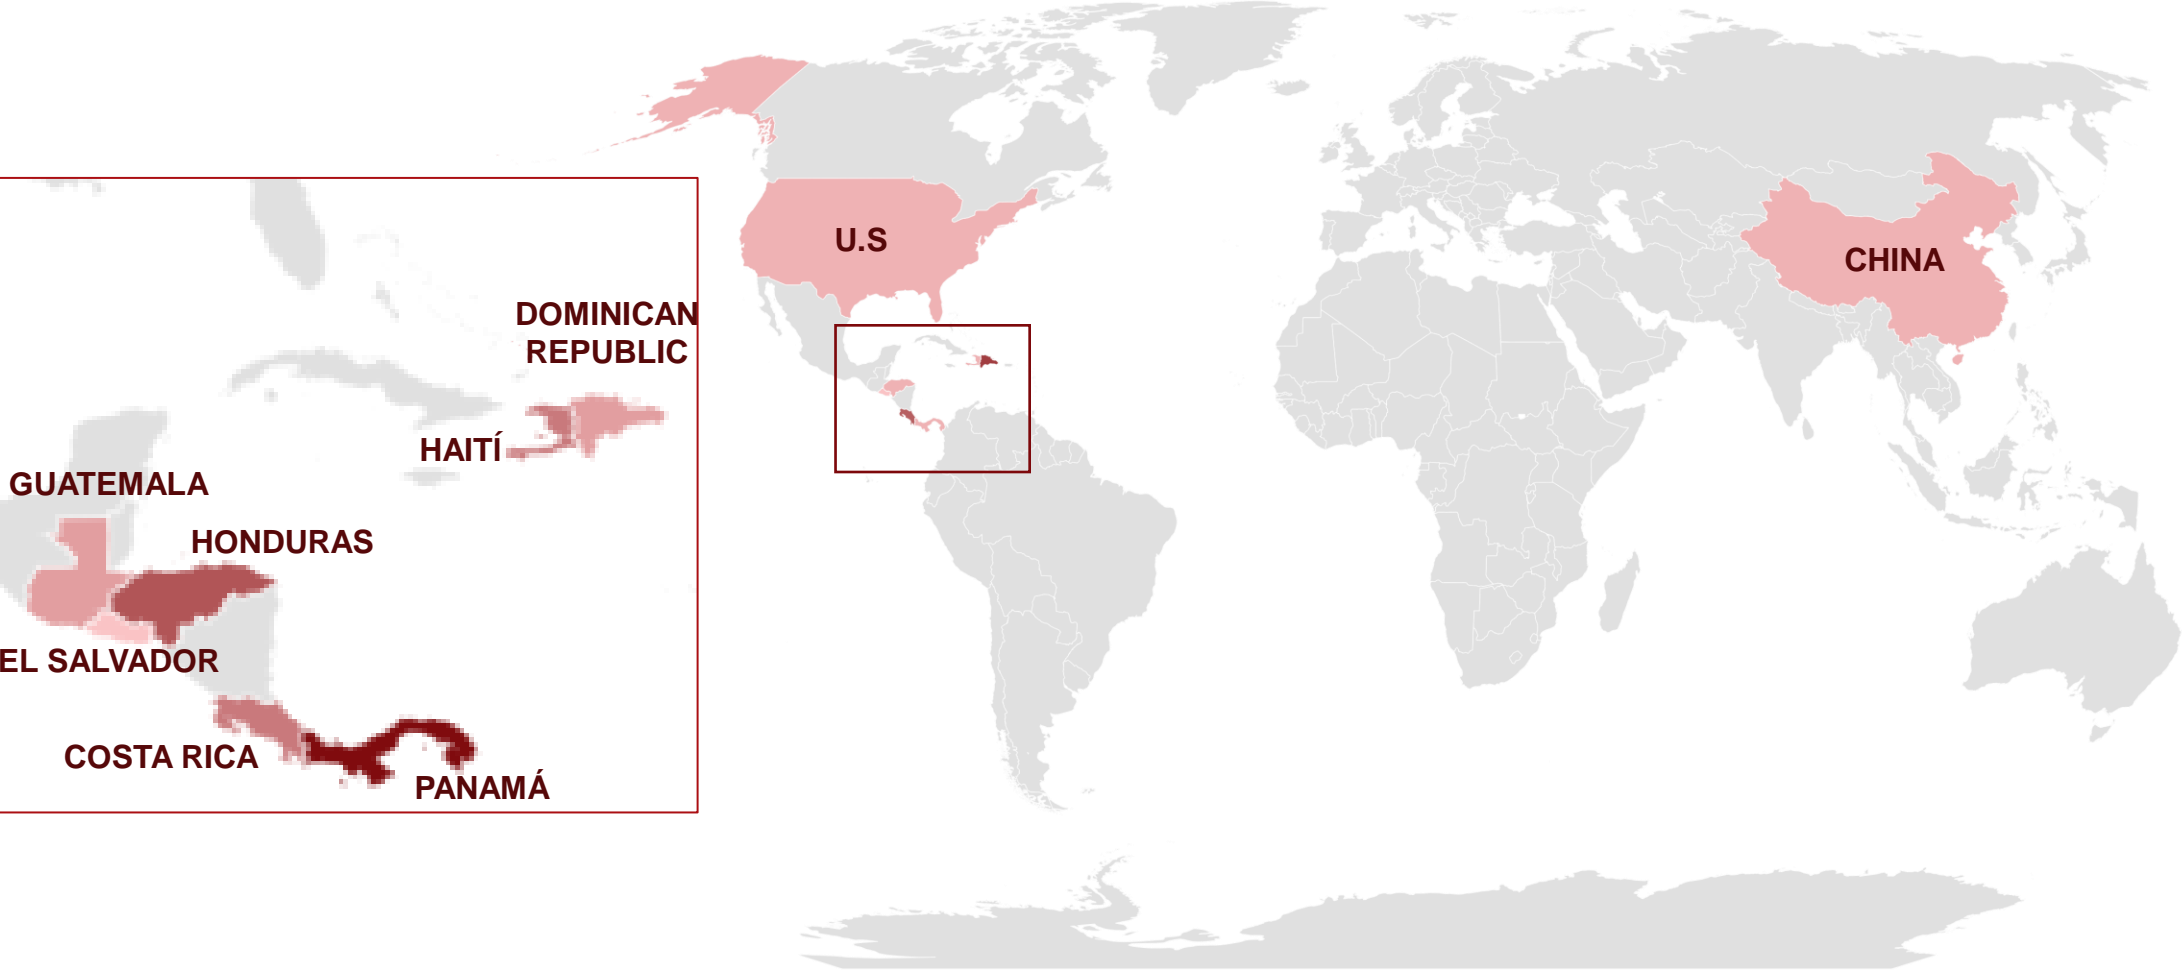 U.S
CHINA
DOMINICAN
REPUBLIC
HAITÍ
GUATEMALA
HONDURAS
EL SALVADOR
COSTA RICA
PANAMÁ